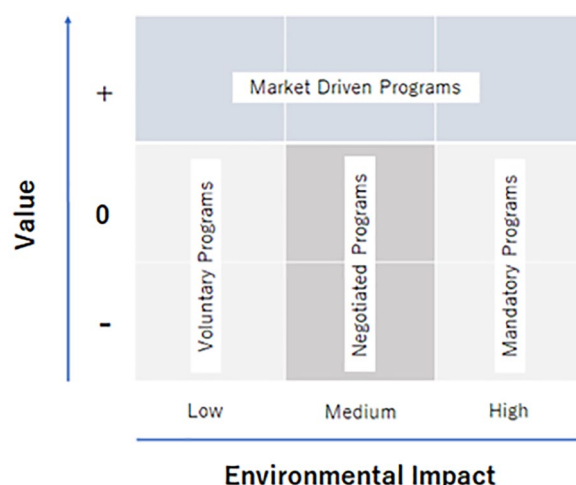 Value
+
0
-
Market Driven Programs
Voluntary Programs
Negotiated Programs
Mandatory Programs
Low
Medium
High
Environmental Impact